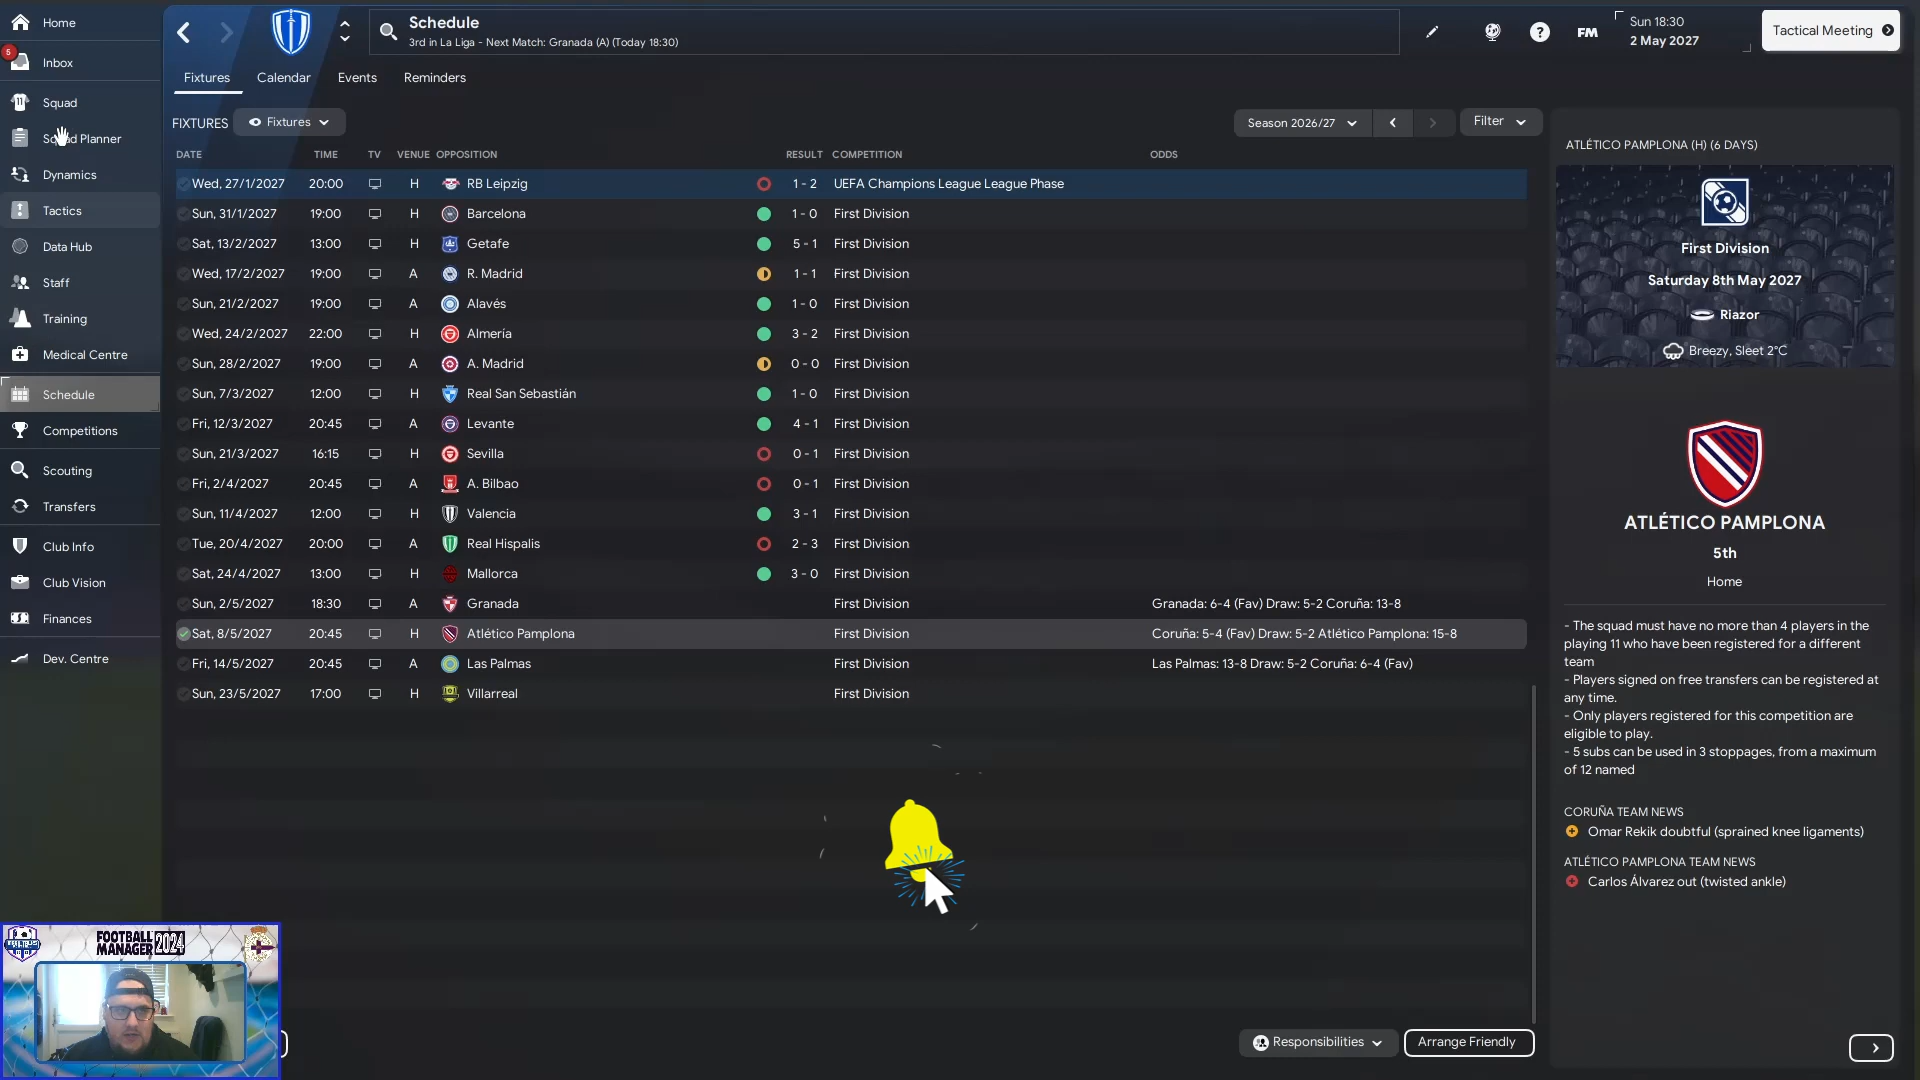 Home
5
Inbox
Squad
Squad Planner
Dynamics
Tactics
Data Hub
Staff
Training
Medical Centre
Schedule
Competitions
Scouting
Transfers
Club Info
Club Vision
Finances
Dev. Centre
Schedule
3rd in La Liga - Next Match: Granada (A) (Today 18:30)
?
FM
Sun 18:30
2 May 2027
Tactical Meeting
Fixtures Calendar Events Reminders
FIXTURES Fixtures
Season 2026/27
Filter
DATE TIME TV VENUE OPPOSITION RESULT COMPETITION ODDS
Wed, 27/1/2027 20:00 H RB Leipzig 1 - 2 UEFA Champions League League Phase
Sun, 31/1/2027 19:00 H Barcelona 1 - 0 First Division
Sat, 13/2/2027 13:00 H Getafe 5 - 1 First Division
Wed, 17/2/2027 19:00 A R. Madrid 1 - 1 First Division
Sun, 21/2/2027 19:00 A Alavés 1 - 0 First Division
Wed, 24/2/2027 22:00 H Almería 3 - 2 First Division
Sun, 28/2/2027 19:00 A A. Madrid 0 - 0 First Division
Sun, 7/3/2027 12:00 H Real San Sebastián 1 - 0 First Division
Fri, 12/3/2027 20:45 A Levante 4 - 1 First Division
Sun, 21/3/2027 16:15 H Sevilla 0 - 1 First Division
Fri, 2/4/2027 20:45 A A. Bilbao 0 - 1 First Division
Sun, 11/4/2027 12:00 H Valencia 3 - 1 First Division
Tue, 20/4/2027 20:00 A Real Hispalis 2 - 3 First Division
Sat, 24/4/2027 13:00 H Mallorca 3 - 0 First Division
Sun, 2/5/2027 18:30 A Granada First Division Granada: 6-4 (Fav) Draw: 5-2 Coruña: 13-8
Sat, 8/5/2027 20:45 H Atlético Pamplona First Division Coruña: 5-4 (Fav) Draw: 5-2 Atlético Pamplona: 15-8
Fri, 14/5/2027 20:45 A Las Palmas First Division Las Palmas: 13-8 Draw: 5-2 Coruña: 6-4 (Fav)
Sun, 23/5/2027 17:00 H Villarreal First Division
Responsibilities
Arrange Friendly
ATLÉTICO PAMPLONA (H) (6 DAYS)
First Division
Saturday 8th May 2027
Riazor
Breezy, Sleet 2°C
ATLÉTICO PAMPLONA
5th
Home
- The squad must have no more than 4 players in the
playing 11 who have been registered for a different
team
- Players signed on free transfers can be registered at
any time.
- Only players registered for this competition are
eligible to play.
- 5 subs can be used in 3 stoppages, from a maximum
of 12 named
CORUÑA TEAM NEWS
Omar Rekik doubtful (sprained knee ligaments)
ATLÉTICO PAMPLONA TEAM NEWS
Carlos Álvarez out (twisted ankle)
FOOTBALL
MANAGER 2024